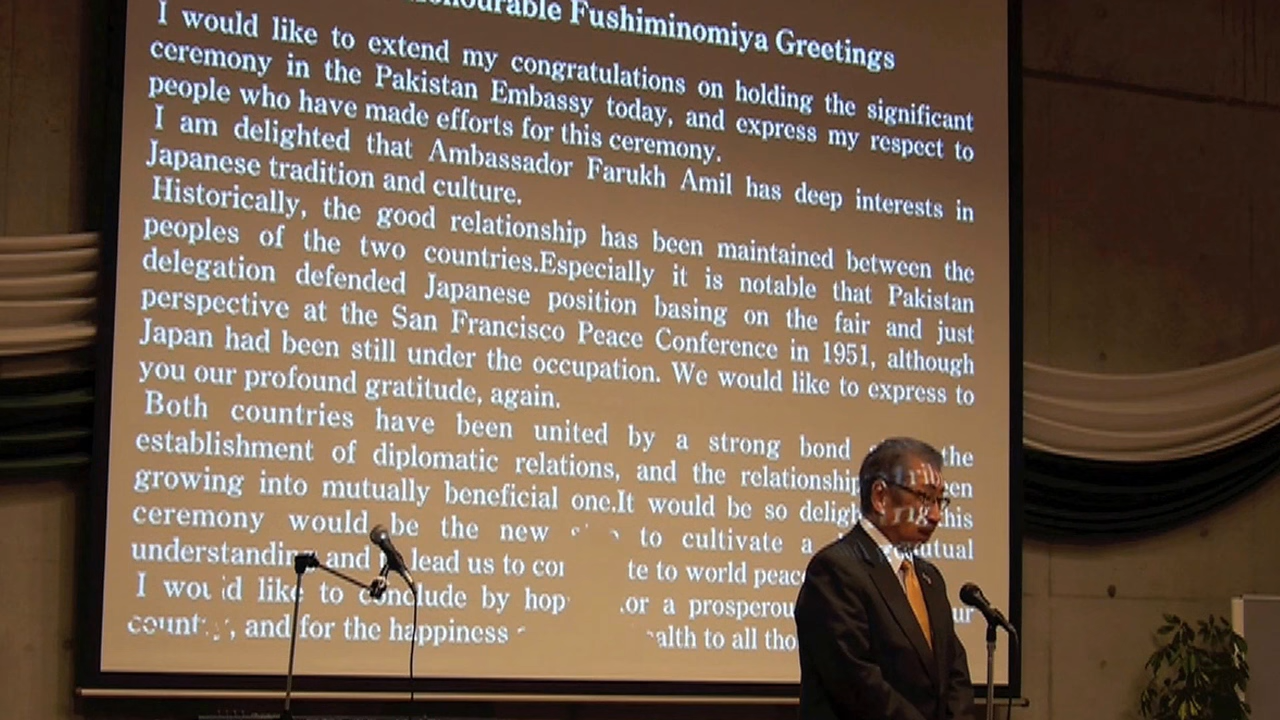 Fushiminomiya Greetings
I would like to extend my congratulations on holding the significant
ceremony in the Pakistan Embassy today, and express my respect to
people who have made efforts for this ceremony.
I am delighted that Ambassador Farukh Amil has deep interests in
Japanese tradition and culture.
Historically, the good relationship has been maintained between the
peoples of the two countries.Especially it is notable that Pakistan
delegation defended Japanese position basing on the fair and just
perspective at the San Francisco Peace Conference in 1951, although
Japan had been still under the occupation. We would like to express to
you our profound gratitude, again.
Both countries have been united by a strong bond the
establishment of diplomatic relations, and the relationship
growing into mutually beneficial one.It would be so
ceremony would be the new to cultivate a
understanding and lead us to to world peace
I would like to conclude by a
and for the happiness to all